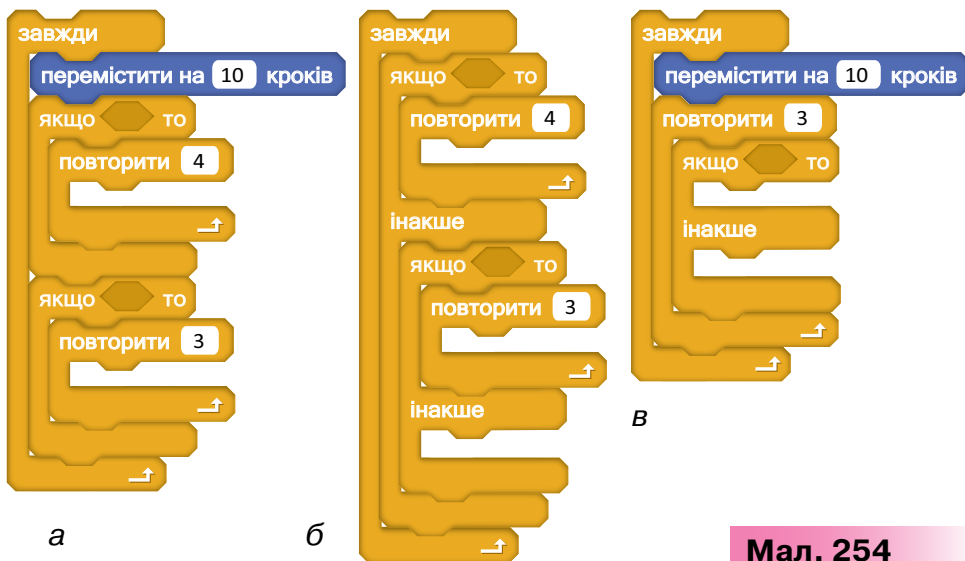 завжди
перемістити на 10 кроків
якщо то
повторити 4
якщо то
повторити 3
а
завжди
якщо то
повторити 4
інакше
якщо то
повторити 3
інакше
б
завжди
перемістити на 10 кроків
повторити 3
якщо то
інакше
в
Мал. 254